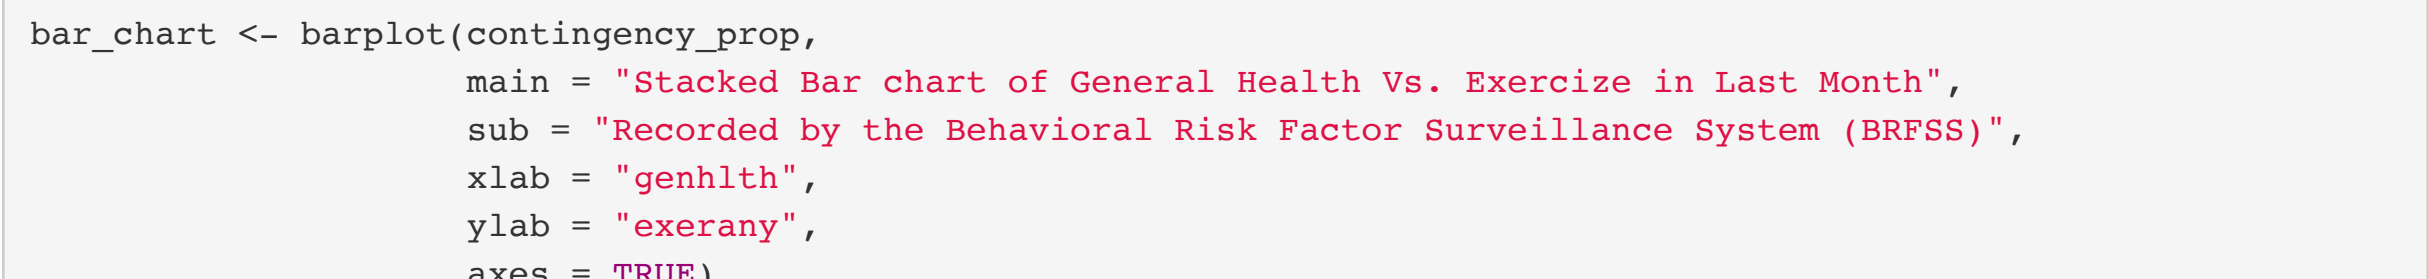 bar_chart <- barplot(contingency_prop,
main = "Stacked Bar chart of General Health Vs. Exercize in Last Month",
sub = "Recorded by the Behavioral Risk Factor Surveillance System (BRFSS)",
xlab = "genhlth",
ylab = "exerany",
axes = TRUE)